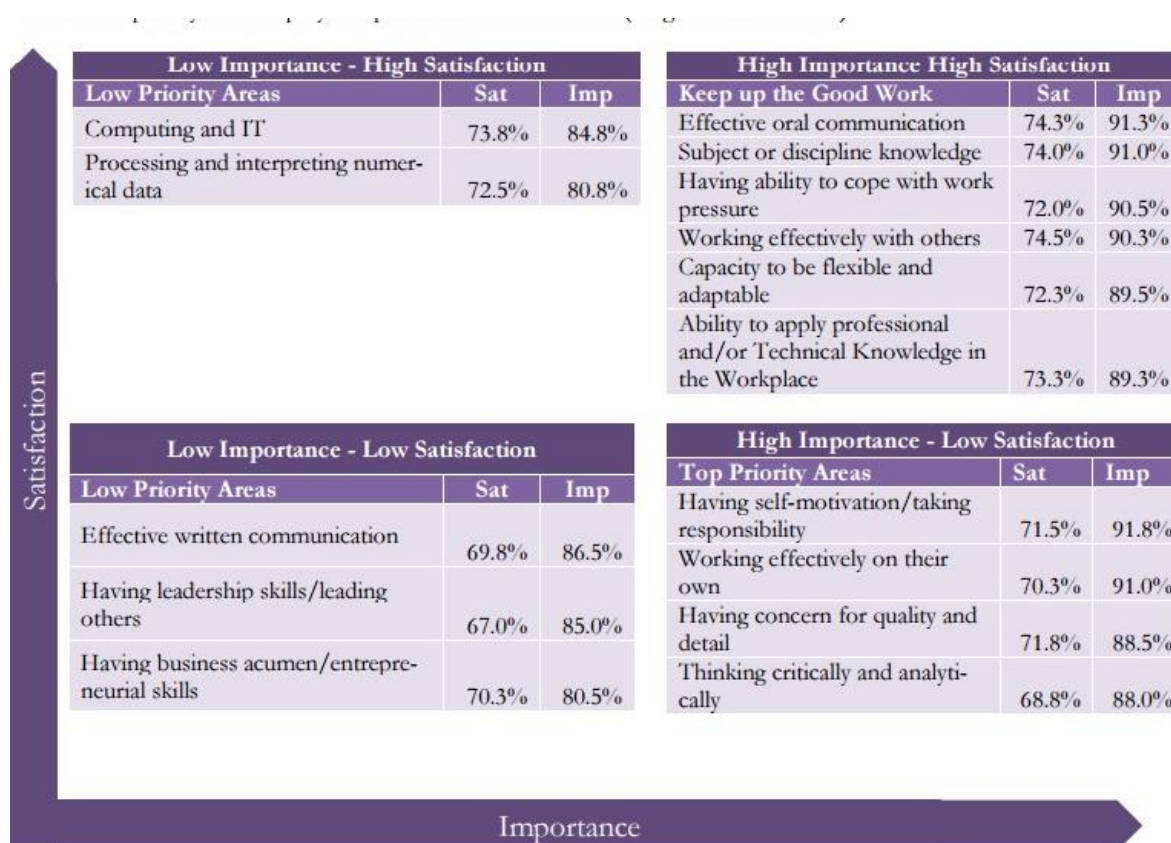 Low Importance - High Satisfaction
Low Priority Areas Sat Imp
Computing and IT 73.8% 84.8%
Processing and interpreting numer-
ical data 72.5% 80.8%
High Importance High Satisfaction
Keep up the Good Work Sat Imp
Effective oral communication 74.3% 91.3%
Subject or discipline knowledge 74.0% 91.0%
Having ability to cope with work
pressure 72.0% 90.5%
Working effectively with others 74.5% 90.3%
Capacity to be flexible and
adaptable 72.3% 89.5%
Ability to apply professional
and/or Technical Knowledge in
the Workplace 73.3% 89.3%
Satisfaction
Low Importance - Low Satisfaction
Low Priority Areas Sat Imp
Effective written communication 69.8% 86.5%
Having leadership skills/leading
others 67.0% 85.0%
Having business acumen/entrepre-
neurial skills 70.3% 80.5%
High Importance - Low Satisfaction
Top Priority Areas Sat Imp
Having self-motivation/taking
responsibility 71.5% 91.8%
Working effectively on their
own 70.3% 91.0%
Having concern for quality and
detail 71.8% 88.5%
Thinking critically and analyti-
cally 68.8% 88.0%
Importance